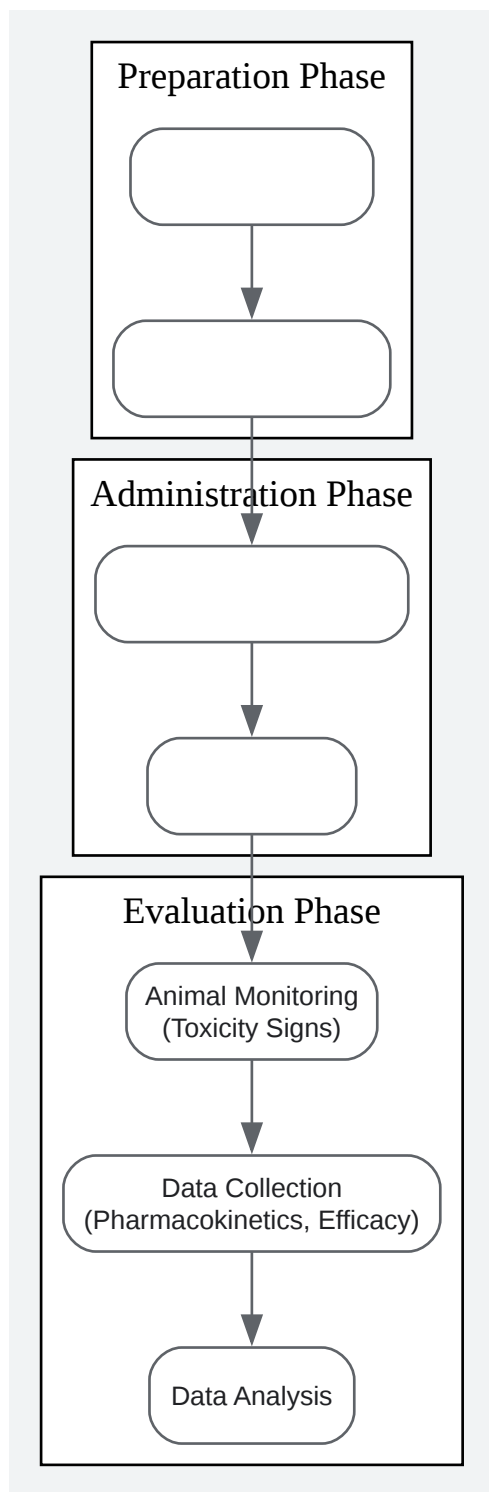 Preparation Phase
Administration Phase
Evaluation Phase
Animal Monitoring
(Toxicity Signs)
Data Collection
(Pharmacokinetics, Efficacy)
Data Analysis